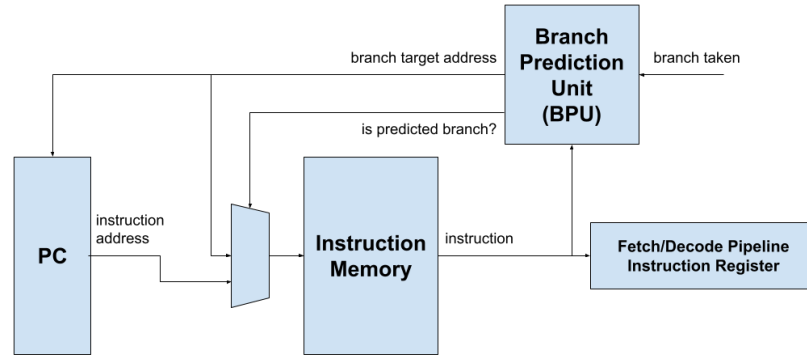 Branch
Prediction
Unit
(BPU)
branch target address
branch taken
is predicted branch?
PC
instruction
address
Instruction
Memory
instruction
Fetch/Decode Pipeline
Instruction Register